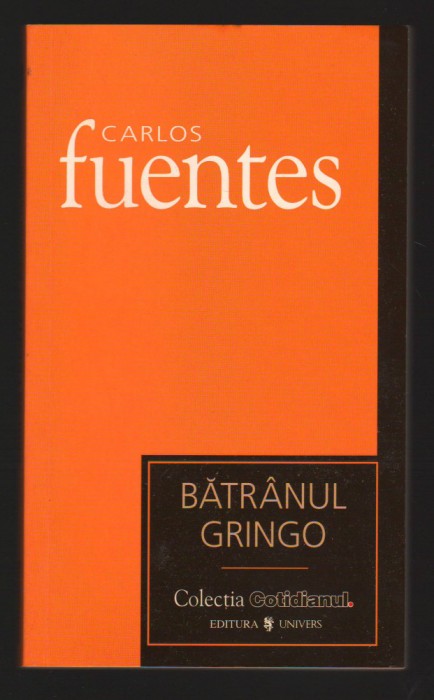 CARLOS
fuentes
BĂTRÂNUL
GRINGO
Colecția Cotidianul.
EDITURA UNIVERS